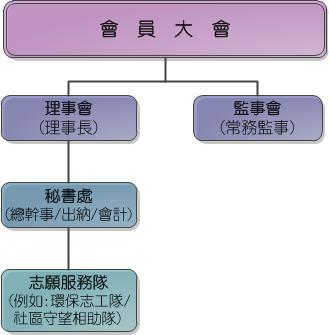 會 員 大 會
理事會
(理事長)
監事會
(常務監事)
秘書處
(總幹事/出納/會計)
志願服務隊
(例如:環保志工隊/
社區守望相助隊)